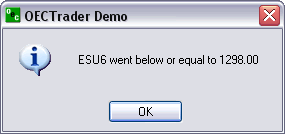 OECTrader Demo
ESU6 went below or equal to 1298.00
OK